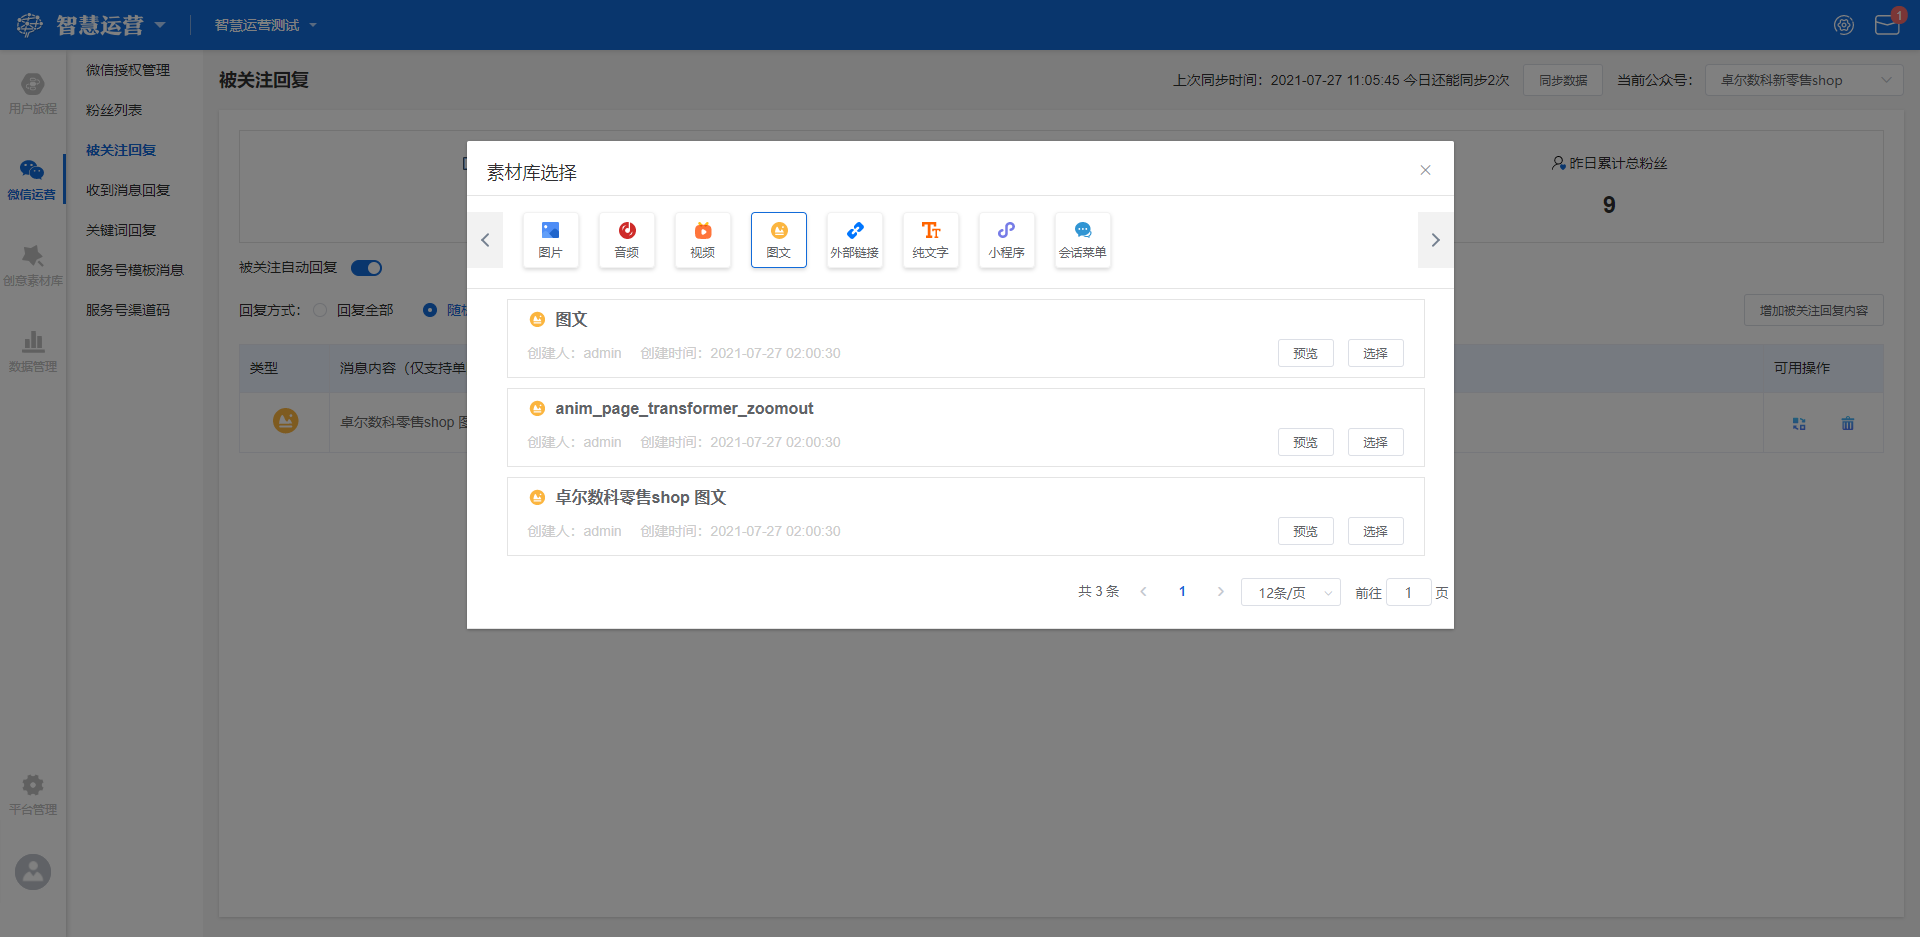 智慧运营
智慧运营测试
1
用户旅程
微信运营
创意素材库
数据管理
平台管理
微信授权管理
粉丝列表
被关注回复
收到消息回复
关键词回复
服务号模板消息
服务号渠道码
被关注回复
上次同步时间：2021-07-27 11:05:45 今日还能同步2次
同步数据
当前公众号：
卓尔数科新零售shop
昨日累计总粉丝
9
被关注自动回复
回复方式：
回复全部
增加被关注回复内容
类型
消息内容（仅支持单
可用操作
卓尔数科零售shop
素材库选择
图片
音频
视频
图文
外部链接
纯文字
小程序
会话菜单
图文
创建人：admin 创建时间：2021-07-27 02:00:30
预览
选择
anim_page_transformer_zoomout
创建人：admin 创建时间：2021-07-27 02:00:30
预览
选择
卓尔数科零售shop 图文
创建人：admin 创建时间：2021-07-27 02:00:30
预览
选择
共 3 条
1
12条/页
前往 1 页